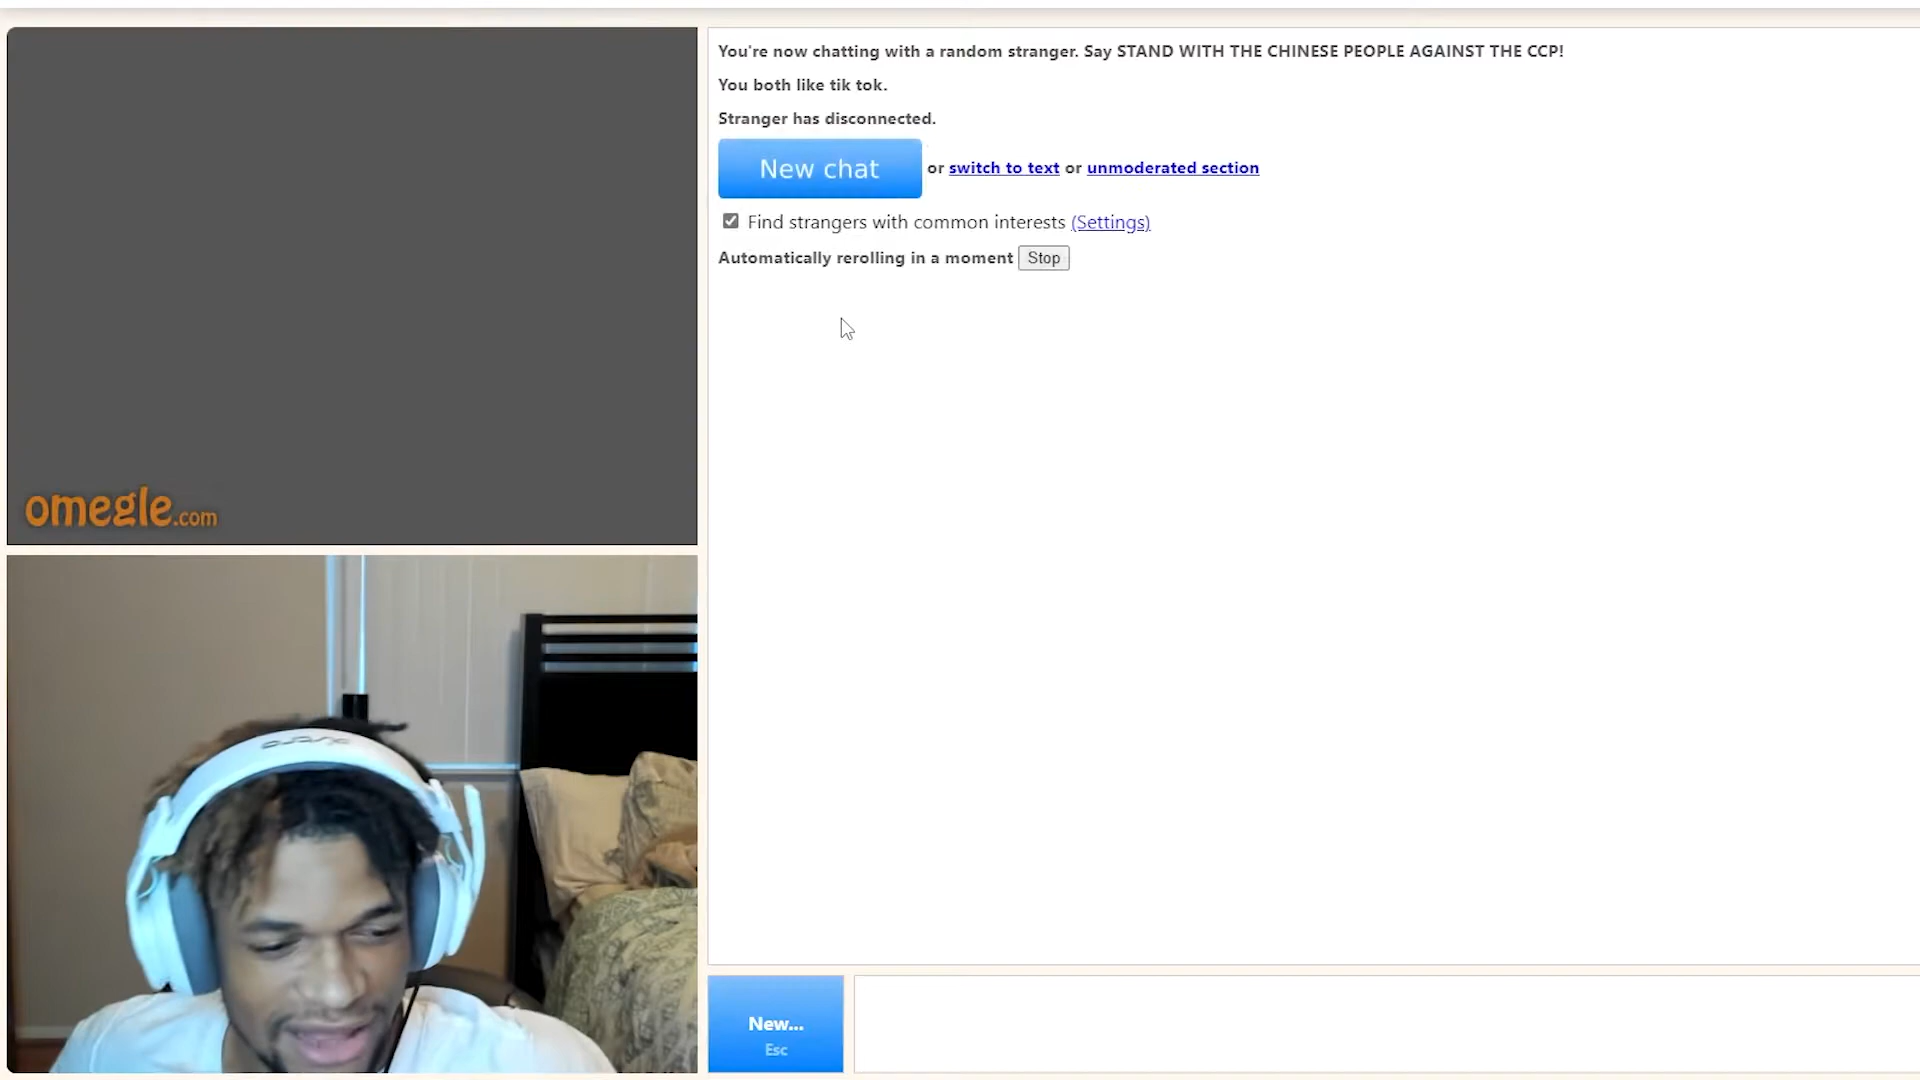 You're now chatting with a random stranger. Say STAND WITH THE CHINESE PEOPLE AGAINST THE CCP!
You both like tik tok.
Stranger has disconnected.
New chat or switch to text or unmoderated section
Find strangers with common interests (Settings)
Automatically rerolling in a moment Stop
omegle.com
New...
Esc